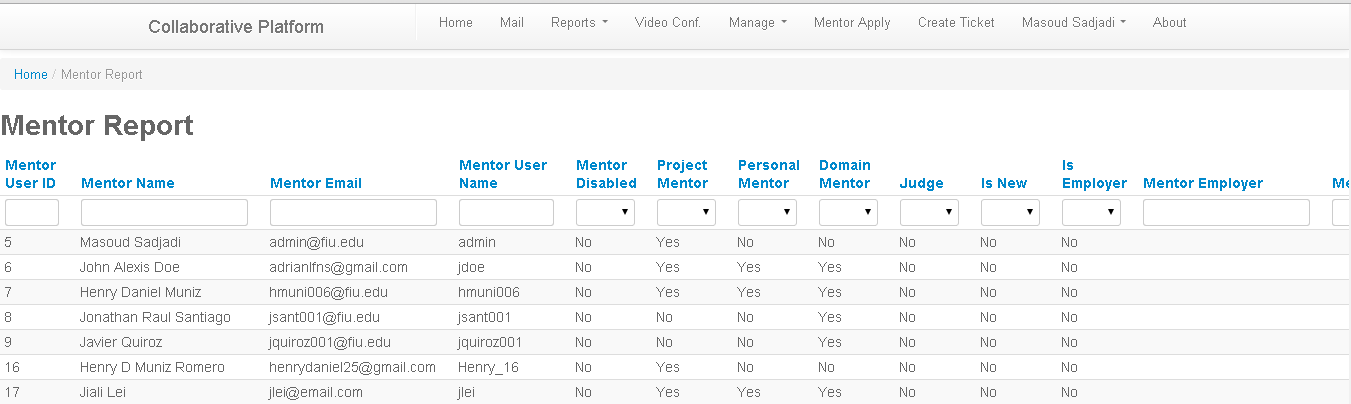 Collaborative Platform Home Mail Reports Video Conf. Manage Mentor Apply Create Ticket Masoud Sadjadi About
Home / Mentor Report
Mentor Report
Mentor User ID Mentor Name Mentor Email Mentor User Name Mentor Disabled Project Mentor Personal Mentor Domain Mentor Judge Is New Is Employer Mentor Employer
5 Masoud Sadjadi admin@fiu.edu admin No Yes No No No No No
6 John Alexis Doe adrianlfns@gmail.com jdoe No Yes Yes Yes No No No
7 Henry Daniel Muniz hmuni006@fiu.edu hmuni006 No Yes Yes Yes No No No
8 Jonathan Raul Santiago jsant001@fiu.edu jsant001 No No No Yes No No No
9 Javier Quiroz jquiroz001@fiu.edu jquiroz001 No No No Yes No No No
16 Henry D Muniz Romero henrydaniel25@gmail.com Henry_16 No Yes No No No No No
17 Jiali Lei jlei@email.com jlei No Yes Yes Yes No No No